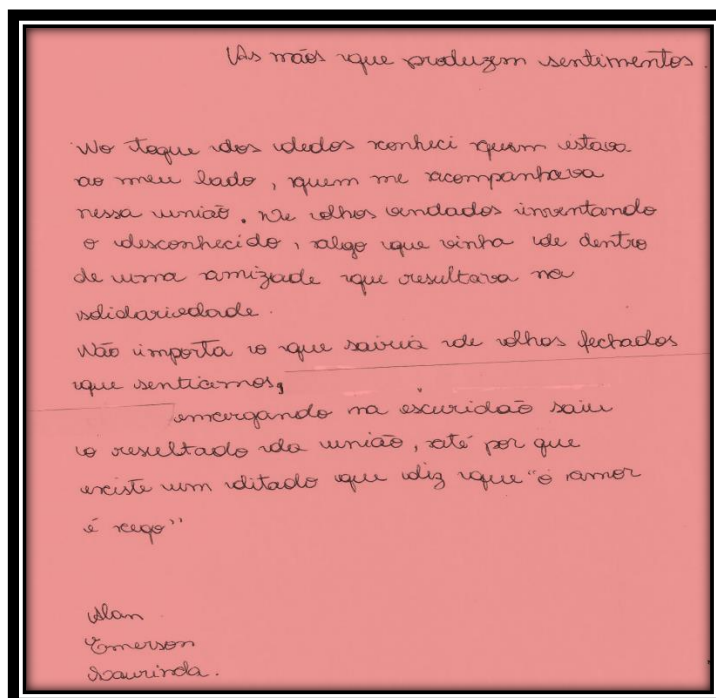 As mãos que produzem sentimentos.
No toque dos dedos conheci quem estava
ao meu lado, quem me acompanhava
nessa união. De olhos vendados inventando
o desconhecido, algo que vinha de dentro
de uma amizade que resultava na
solidariedade.
Não importa o que sairia de olhos fechados
que sentíamos,
enxergando na escuridão saiu
o resultado da união, até por que
existe um ditado que diz que "o amor
é cego"
Alan
Emerson
Laurinda.